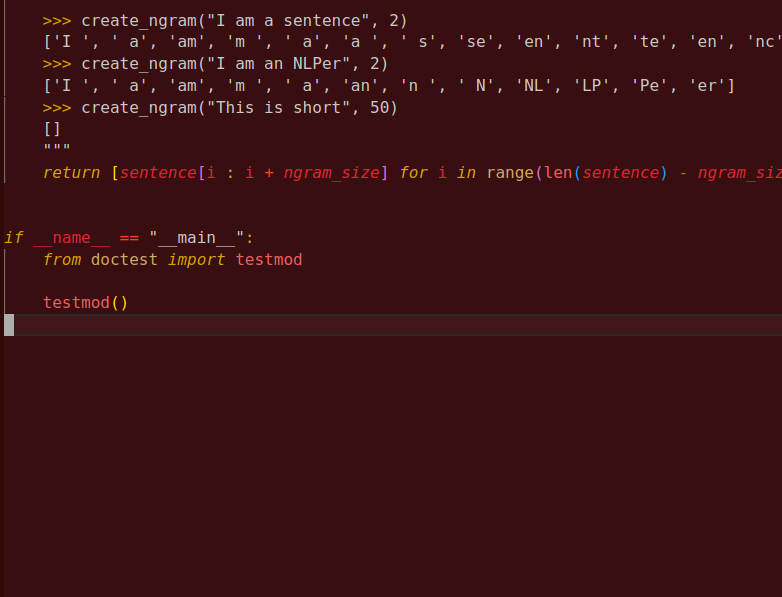 >>> create_ngram("I am a sentence", 2)
['I ', ' a', 'am', 'm ', ' a', 'a ', ' s', 'se', 'en', 'nt', 'te', 'en', 'nc'
>>> create_ngram("I am an NLPer", 2)
['I ', ' a', 'am', 'm ', ' a', 'an', 'n ', ' N', 'NL', 'LP', 'Pe', 'er']
>>> create_ngram("This is short", 50)
[]
"""
return [sentence[i : i + ngram_size] for i in range(len(sentence) - ngram_siz
if __name__ == "__main__":
from doctest import testmod
testmod()